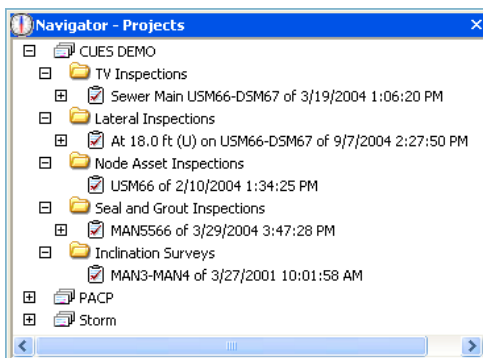 Navigator - Projects
CUES DEMO
TV Inspections
Sewer Main USM66-DSM67 of 3/19/2004 1:06:20 PM
Lateral Inspections
At 18.0 ft (U) on USM66-DSM67 of 9/7/2004 2:27:50 PM
Node Asset Inspections
USM66 of 2/10/2004 1:34:25 PM
Seal and Grout Inspections
MAN5566 of 3/29/2004 3:47:28 PM
Inclination Surveys
MAN3-MAN4 of 3/27/2001 10:01:58 AM
PACP
Storm